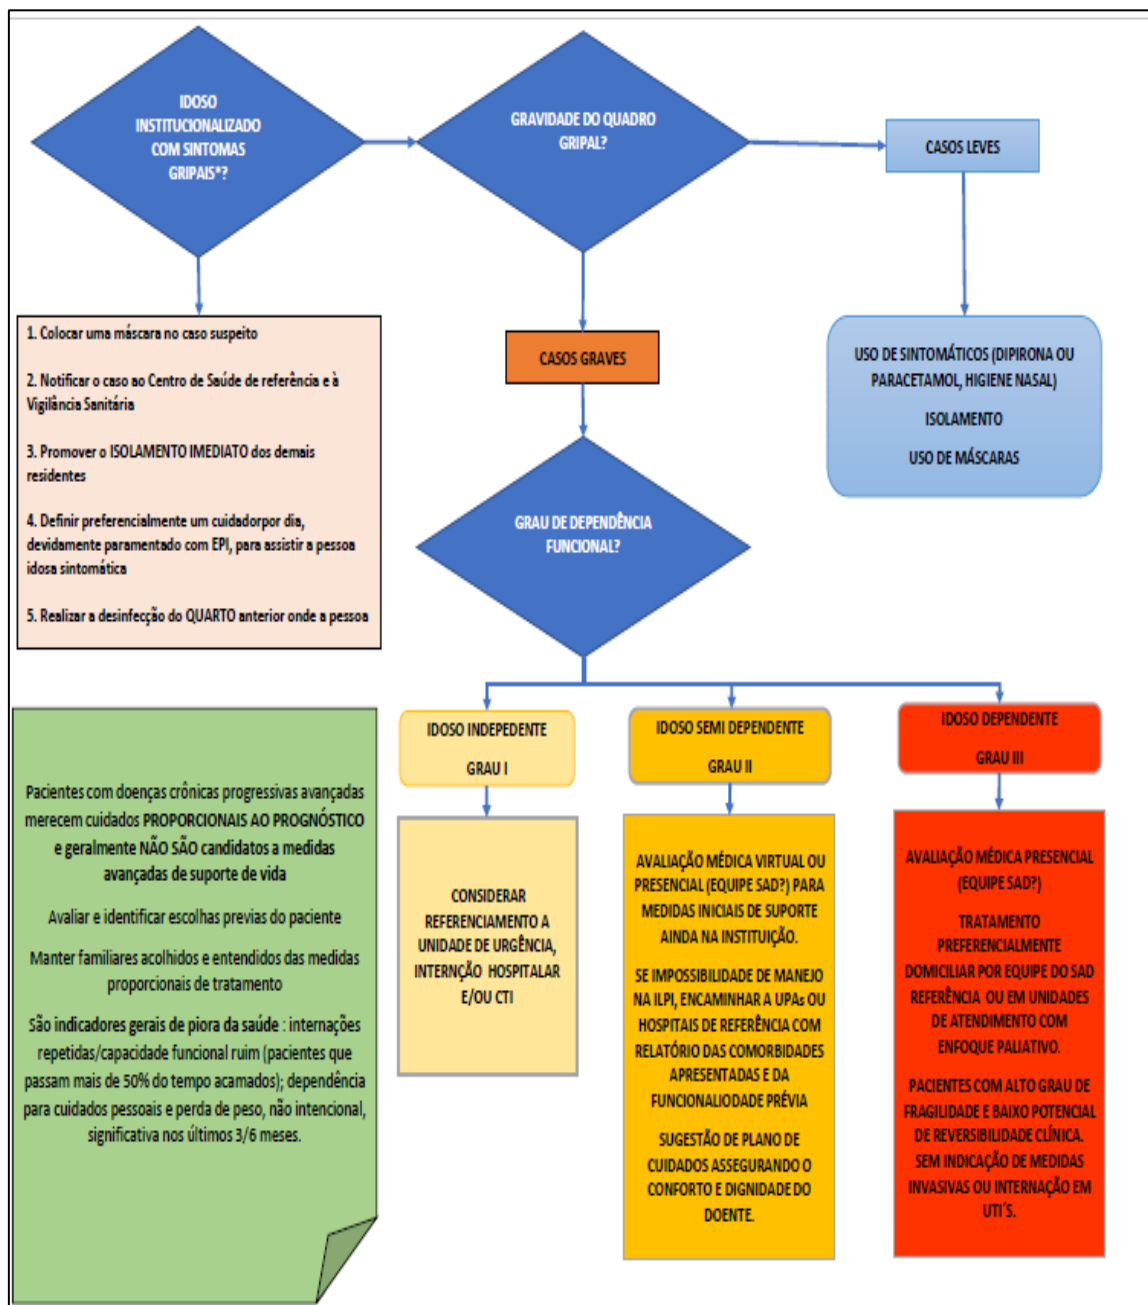 IDOSO
INSTITUCIONALIZADO
COM SINTOMAS
GRIPAIS*?
GRAVIDADE DO QUADRO
GRIPAL?
CASOS LEVES
1. Colocar uma máscara no caso suspeito
2. Notificar o caso ao Centro de Saúde de referência e à
Vigilância Sanitária
3. Promover o ISOLAMENTO IMEDIATO dos demais
residentes
4. Definir preferencialmente um cuidadorpor dia,
devidamente paramentado com EPI, para assistir a pessoa
idosa sintomática
5. Realizar a desinfecção do QUARTO anterior onde a pessoa
CASOS GRAVES
USO DE SINTOMÁTICOS (DIPIRONA OU
PARACETAMOL, HIGIENE NASAL)
ISOLAMENTO
USO DE MÁSCARAS
GRAU DE DEPENDÊNCIA
FUNCIONAL?
IDOSO INDEPEDENTE
GRAU I
IDOSO SEMI DEPENDENTE
GRAU II
IDOSO DEPENDENTE
GRAU III
Pacientes com doenças crônicas progressivas avançadas
merecem cuidados PROPORCIONAIS AO PROGNÓSTICO
e geralmente NÃO SÃO candidatos a medidas
avançadas de suporte de vida
Avaliar e identificar escolhas previas do paciente
Manter familiares acolhidos e entendidos das medidas
proporcionais de tratamento
São indicadores gerais de piora da saúde : internações
repetidas/capacidade funcional ruim (pacientes que
passam mais de 50% do tempo acamados); dependência
para cuidados pessoais e perda de peso, não intencional,
significativa nos últimos 3/6 meses.
CONSIDERAR
REFERENCIAMENTO A
UNIDADE DE URGÊNCIA,
INTERNÇÃO HOSPITALAR
E/OU CTI
AVALIAÇÃO MÉDICA VIRTUAL OU
PRESENCIAL (EQUIPE SAD?) PARA
MEDIDAS INICIAIS DE SUPORTE
AINDA NA INSTITUIÇÃO.
SE IMPOSSIBILIDADE DE MANEJO
NA ILPI, ENCAMINHAR A UPAs OU
HOSPITAIS DE REFERÊNCIA COM
RELATÓRIO DAS COMORBIDADES
APRESENTADAS E DA
FUNCIONALIODADE PRÉVIA
SUGESTÃO DE PLANO DE
CUIDADOS ASSEGURANDO O
CONFORTO E DIGNIDADE DO
DOENTE.
AVALIAÇÃO MÉDICA PRESENCIAL
(EQUIPE SAD?)
TRATAMENTO
PREFERENCIALMENTE
DOMICILIAR POR EQUIPE DO SAD
REFERÊNCIA OU EM UNIDADES
DE ATENDIMENTO COM
ENFOQUE PALIATIVO.
PACIENTES COM ALTO GRAU DE
FRAGILIDADE E BAIXO POTENCIAL
DE REVERSIBILIDADE CLÍNICA.
SEM INDICAÇÃO DE MEDIDAS
INVASIVAS OU INTERNAÇÃO EM
UTI´S.